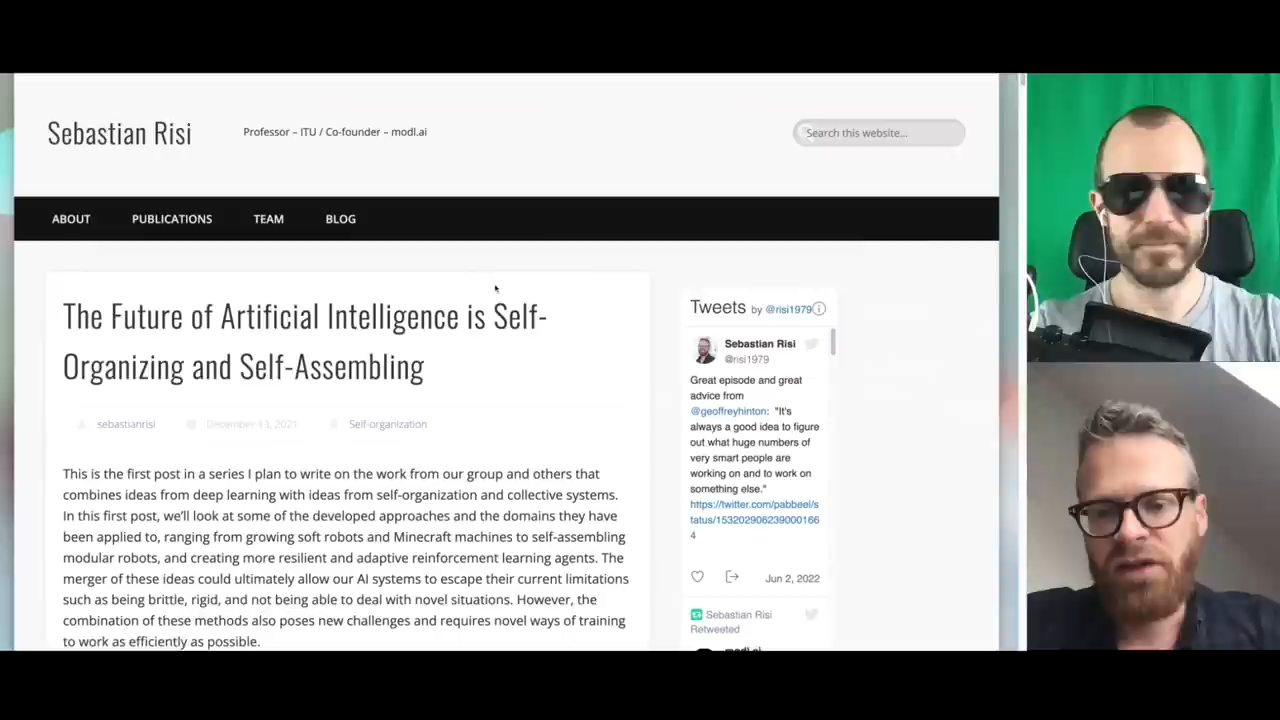 Sebastian Risi
Professor – ITU / Co-founder – modl.ai
Search this website...
ABOUT
PUBLICATIONS
TEAM
BLOG
The Future of Artificial Intelligence is Self-
Organizing and Self-Assembling
sebastianrisi
December 13, 2021
Self-organization
This is the first post in a series I plan to write on the work from our group and others that
combines ideas from deep learning with ideas from self-organization and collective systems.
In this first post, we'll look at some of the developed approaches and the domains they have
been applied to, ranging from growing soft robots and Minecraft machines to self-assembling
modular robots, and creating more resilient and adaptive reinforcement learning agents. The
merger of these ideas could ultimately allow our AI systems to escape their current limitations
such as being brittle, rigid, and not being able to deal with novel situations. However, the
combination of these methods also poses new challenges and requires novel ways of training
to work as efficiently as possible.
Tweets by @risi1979
Sebastian Risi
@risi1979
Great episode and great
advice from
@geoffreyhinton: "It's
always a good idea to figure
out what huge numbers of
very smart people are
working on and to work on
something else."
https://twitter.com/pabbeel/s
tatus/153202906239000166
4
Jun 2, 2022
Sebastian Risi
Retweeted
modl.ai